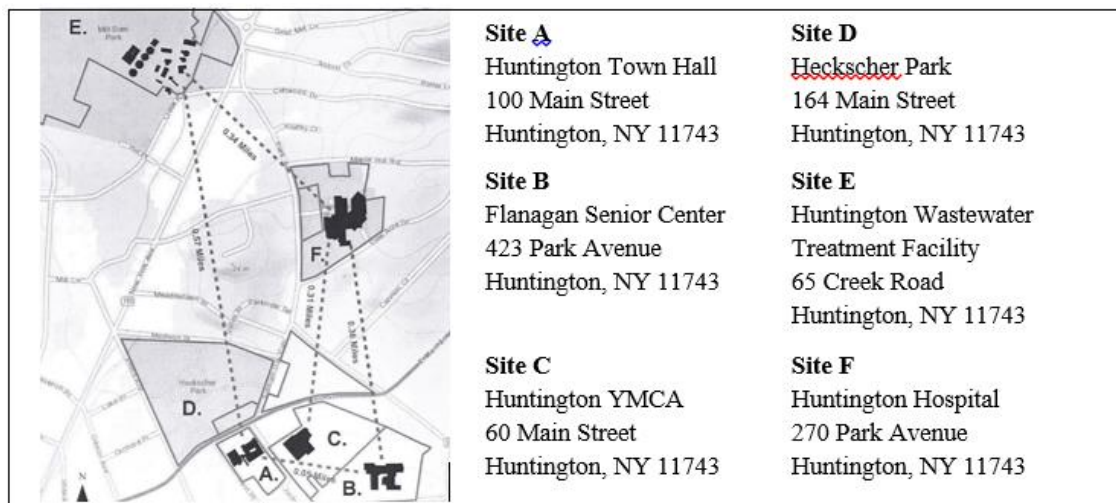 E.
Mill Dam
Park
0.34 Miles
0.57 Miles
F.
0.31 Miles
0.36 Miles
Heckscher
Park
D.
C.
A.
0.05 Miles
B.
N
Site A
Huntington Town Hall
100 Main Street
Huntington, NY 11743
Site B
Flanagan Senior Center
423 Park Avenue
Huntington, NY 11743
Site C
Huntington YMCA
60 Main Street
Huntington, NY 11743
Site D
Heckscher Park
164 Main Street
Huntington, NY 11743
Site E
Huntington Wastewater
Treatment Facility
65 Creek Road
Huntington, NY 11743
Site F
Huntington Hospital
270 Park Avenue
Huntington, NY 11743